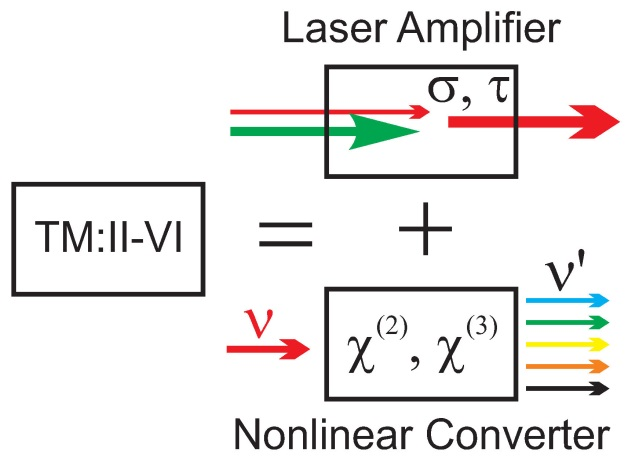 Laser Amplifier
σ, τ
TM:II-VI
=
+
ν'
ν
χ⁽²⁾, χ⁽³⁾
Nonlinear Converter